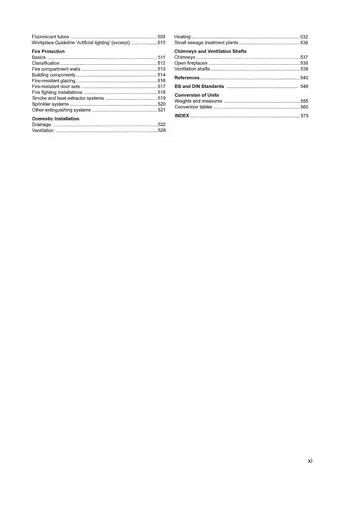 Fluorescent tubes ... 509
Workplace Guideline 'Artificial lighting' (excerpt) ... 510
Fire Protection
Basics ... 511
Classification ... 512
Fire compartment walls ... 513
Building components ... 514
Fire-resistant glazing ... 516
Fire-resistant door sets ... 517
Fire fighting installations ... 518
Smoke and heat extractor systems ... 519
Sprinkler systems ... 520
Other extinguishing systems ... 521
Domestic Installation
Drainage ... 522
Ventilation ... 528
Heating ... 532
Small sewage treatment plants ... 536
Chimneys and Ventilation Shafts
Chimneys ... 537
Open fireplaces ... 538
Ventilation shafts ... 539
References ... 540
BS and DIN Standards ... 548
Conversion of Units
Weights and measures ... 555
Conversion tables ... 560
INDEX ... 575
xi